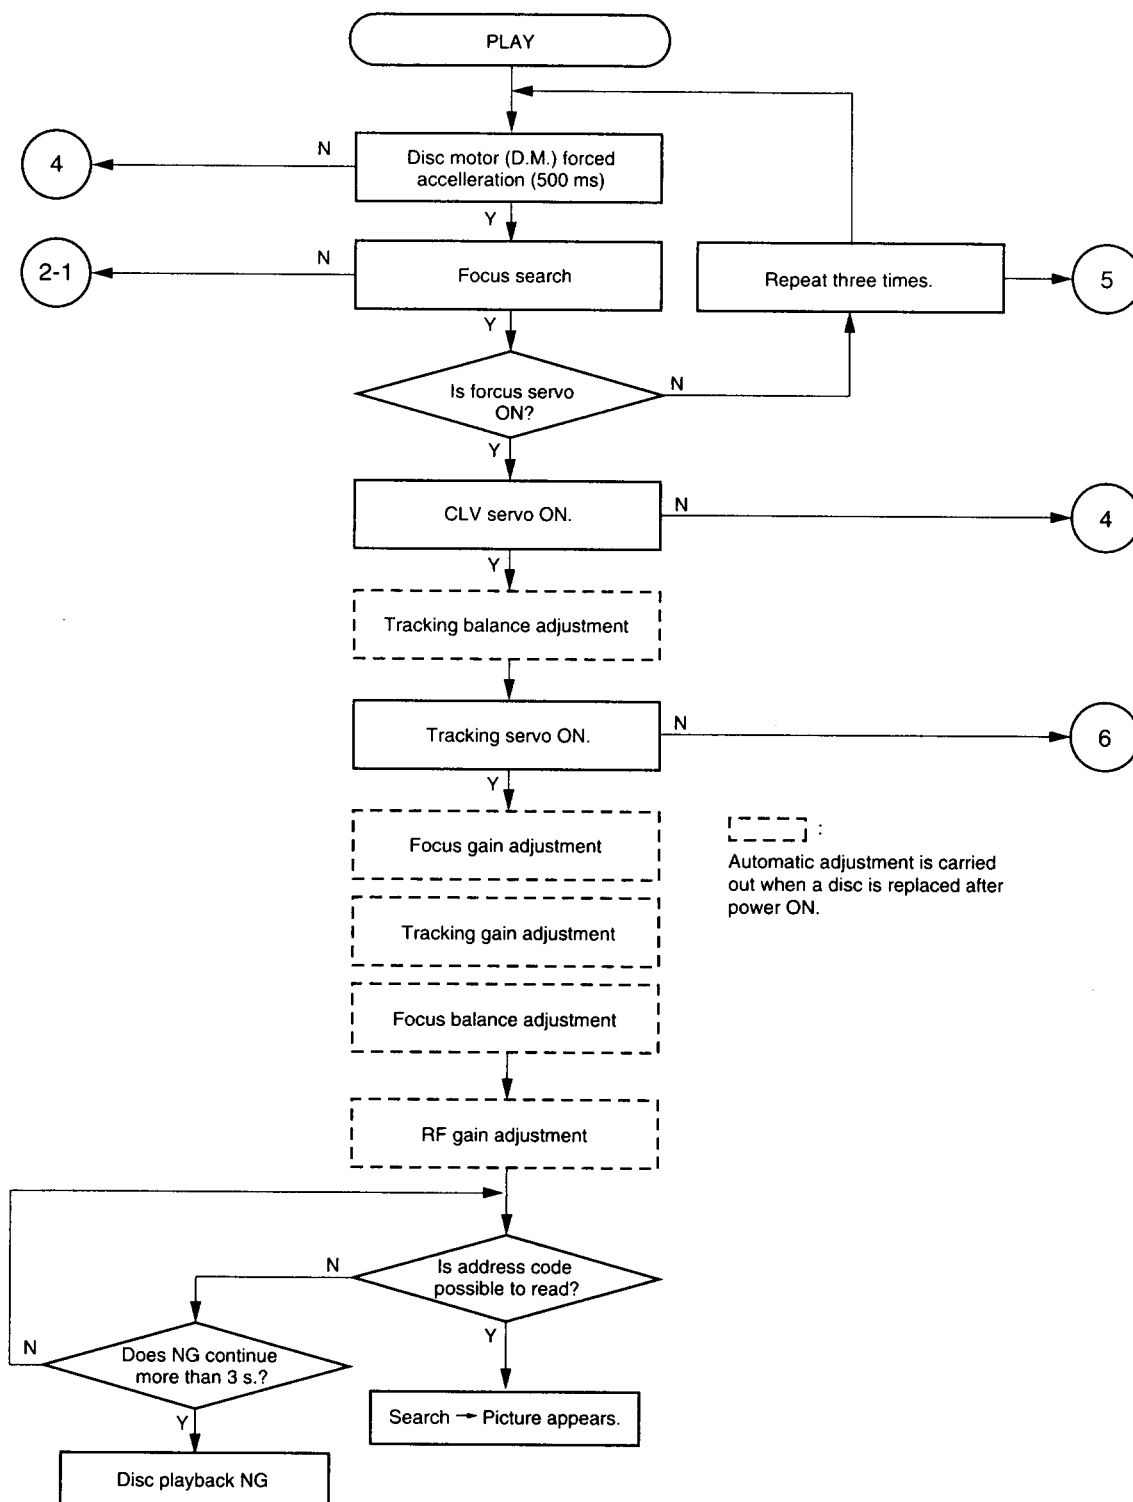 PLAY
N
4
Disc motor (D.M.) forced
accelleration (500 ms)
Y
N
2-1
Focus search
Repeat three times.
5
Y
Is forcus servo
ON?
N
Y
CLV servo ON.
N
4
Y
Tracking balance adjustment
Tracking servo ON.
N
6
Y
Focus gain adjustment
:
Automatic adjustment is carried
out when a disc is replaced after
power ON.
Tracking gain adjustment
Focus balance adjustment
RF gain adjustment
N
Is address code
possible to read?
Y
N
Does NG continue
more than 3 s.?
Y
Search → Picture appears.
Disc playback NG